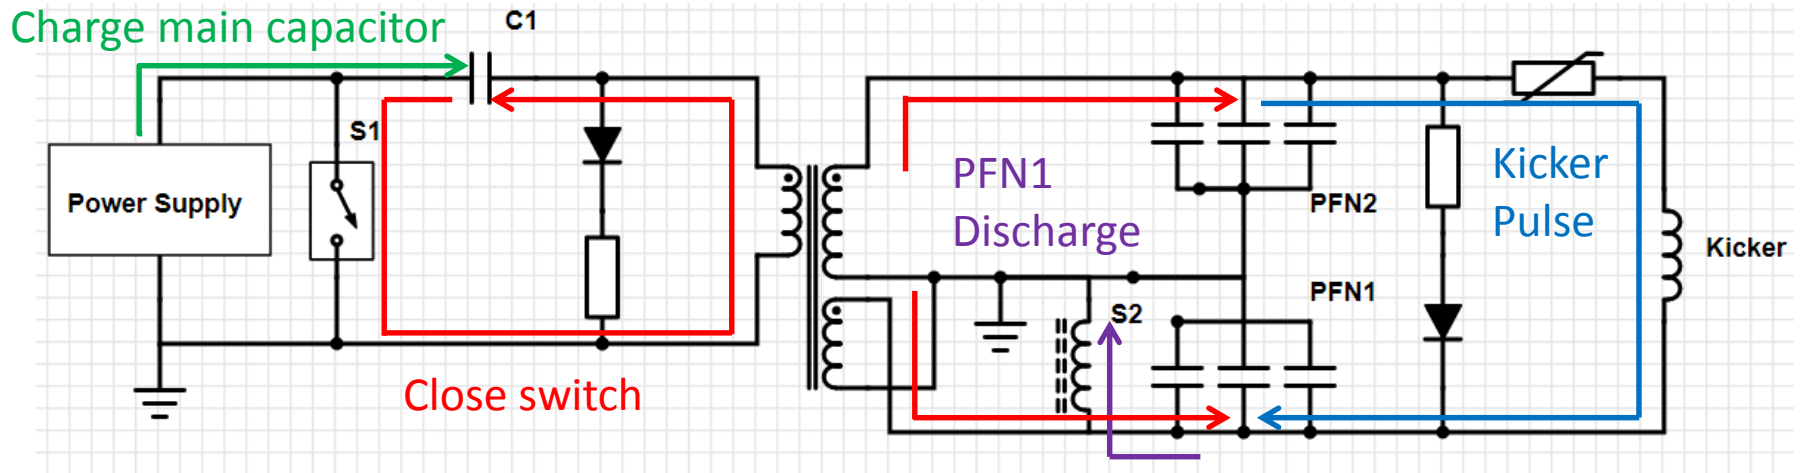 Charge main capacitor
C1
S1
Power Supply
Close switch
PFN1
Discharge
S2
PFN2
PFN1
Kicker
Pulse
Kicker